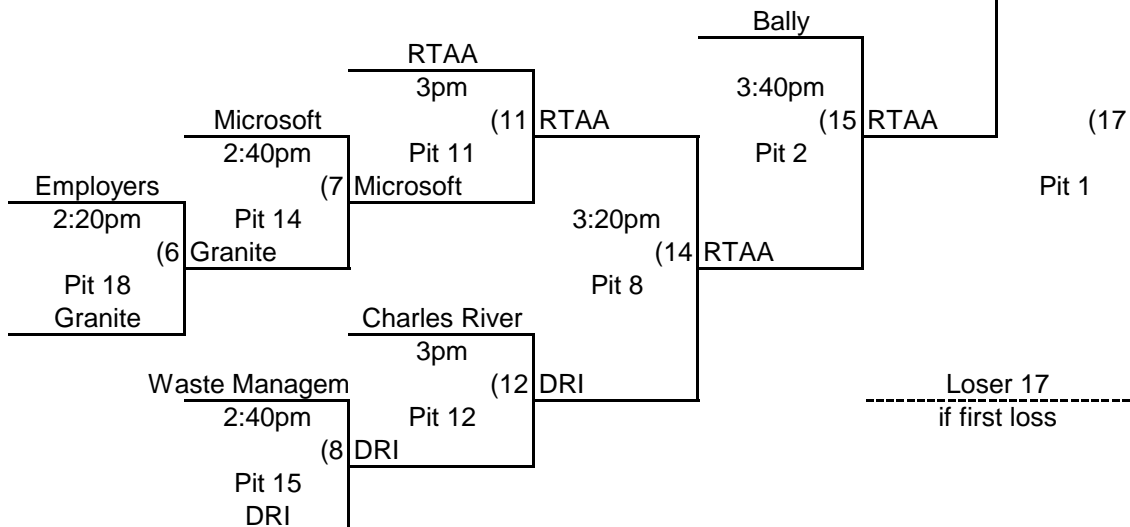 Bally
RTAA
3pm
3:40pm
Microsoft
(11 RTAA
(15 RTAA
(17
2:40pm
Pit 11
Pit 2
Employers
(7 Microsoft
Pit 1
2:20pm
Pit 14
3:20pm
(6 Granite
(14 RTAA
Pit 18
Pit 8
Granite
Charles River
3pm
Waste Managem
(12 DRI
Loser 17
2:40pm
Pit 12
if first loss
(8 DRI
Pit 15
DRI